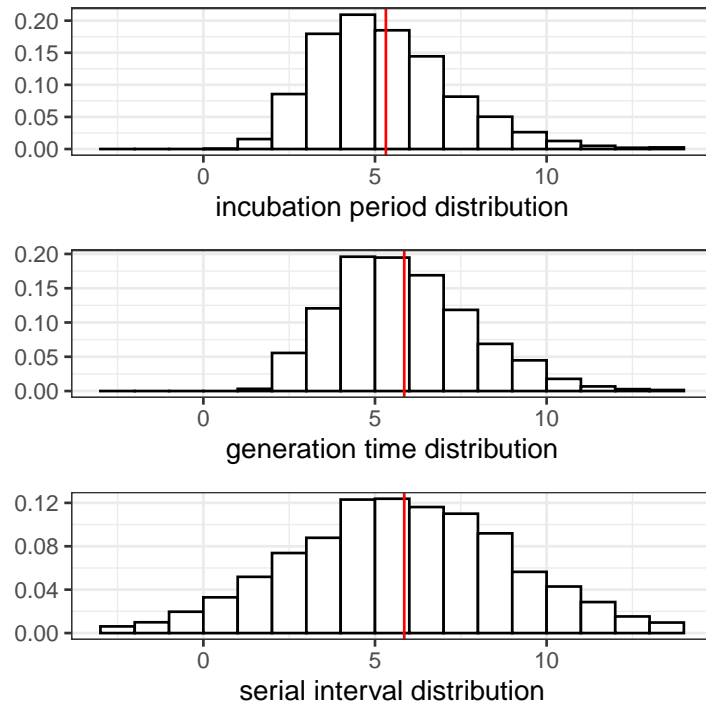 0.20
0.15
0.10
0.05
0.00
0 5 10
incubation period distribution
0.20
0.15
0.10
0.05
0.00
0 5 10
generation time distribution
0.12
0.08
0.04
0.00
0 5 10
serial interval distribution